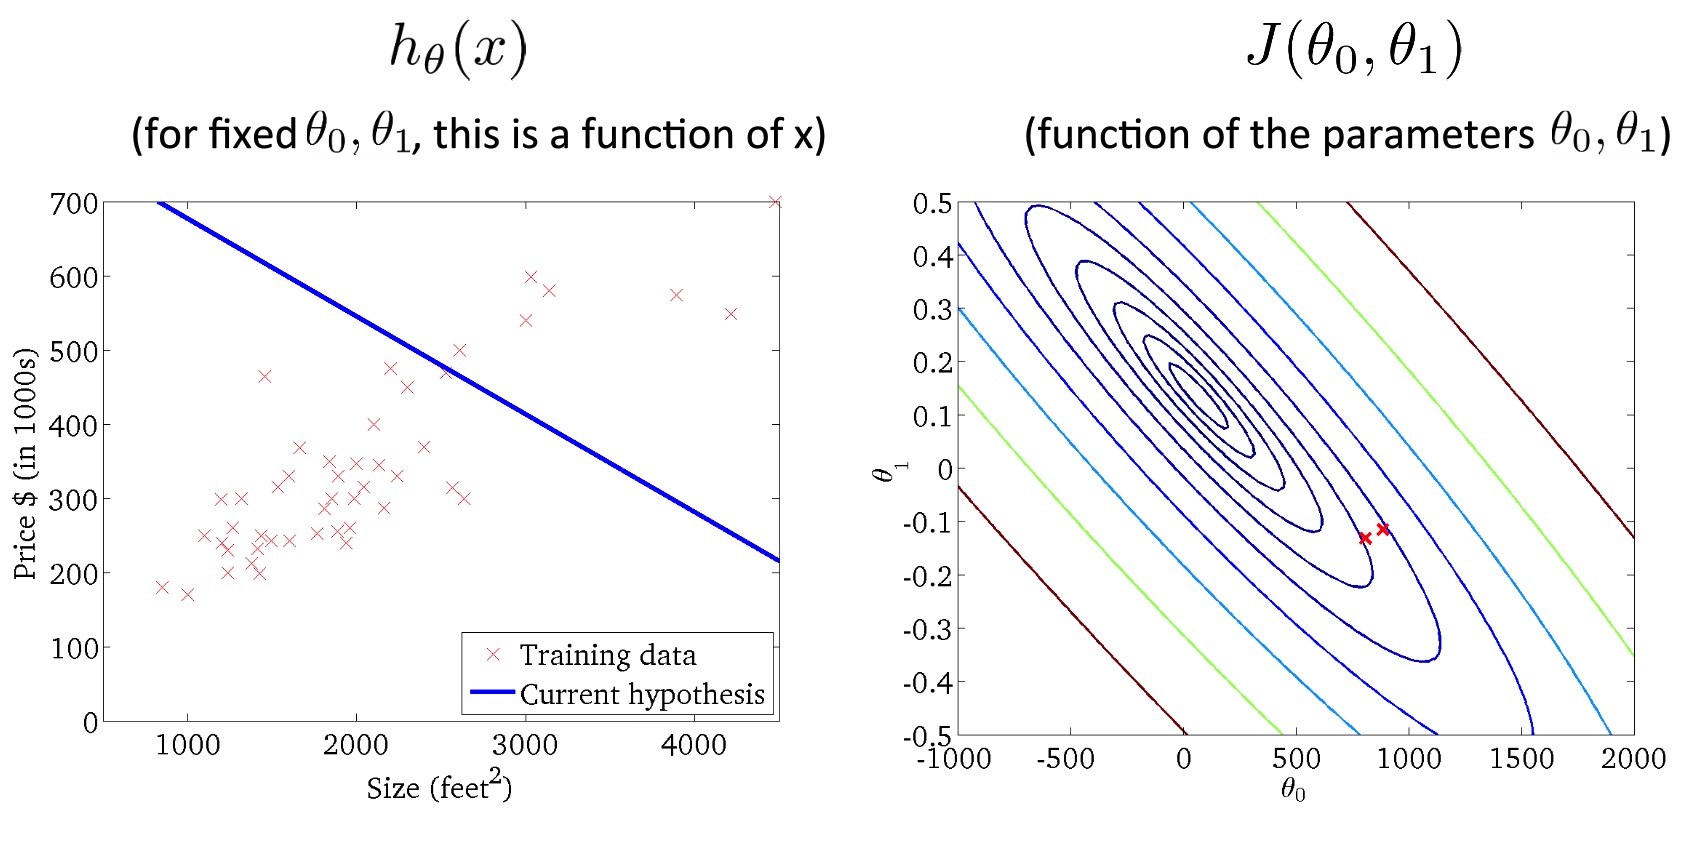 hθ(x)
(for fixed θ0, θ1, this is a function of x)
700
600
500
400
300
200
100
0
1000 2000 3000 4000
Price $ (in 1000s)
Size (feet2)
Training data
Current hypothesis
J(θ0, θ1)
(function of the parameters θ0, θ1)
0.5
0.4
0.3
0.2
0.1
0
-0.1
-0.2
-0.3
-0.4
-0.5
-1000 -500 0 500 1000 1500 2000
θ1
θ0